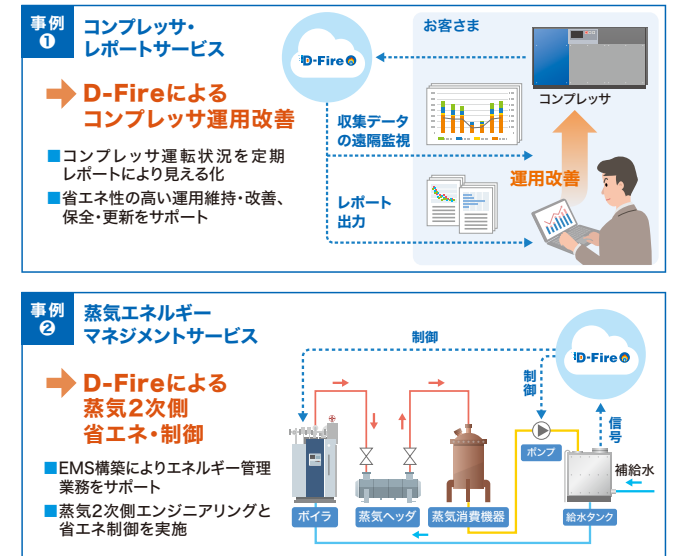 事例
❶
コンプレッサ・
レポートサービス
D-Fireによる
コンプレッサ運用改善
■コンプレッサ運転状況を定期
レポートにより見える化
■省エネ性の高い運用維持・改善、
保全・更新をサポート
D-Fire
お客さま
コンプレッサ
収集データ
の遠隔監視
運用改善
レポート
出力
事例
❷
蒸気エネルギー
マネジメントサービス
D-Fireによる
蒸気2次側
省エネ・制御
■EMS構築によりエネルギー管理
業務をサポート
■蒸気2次側エンジニアリングと
省エネ制御を実施
制御
D-Fire
制御
信号
ポンプ
補給水
ボイラ
蒸気ヘッダ
蒸気消費機器
給水タンク